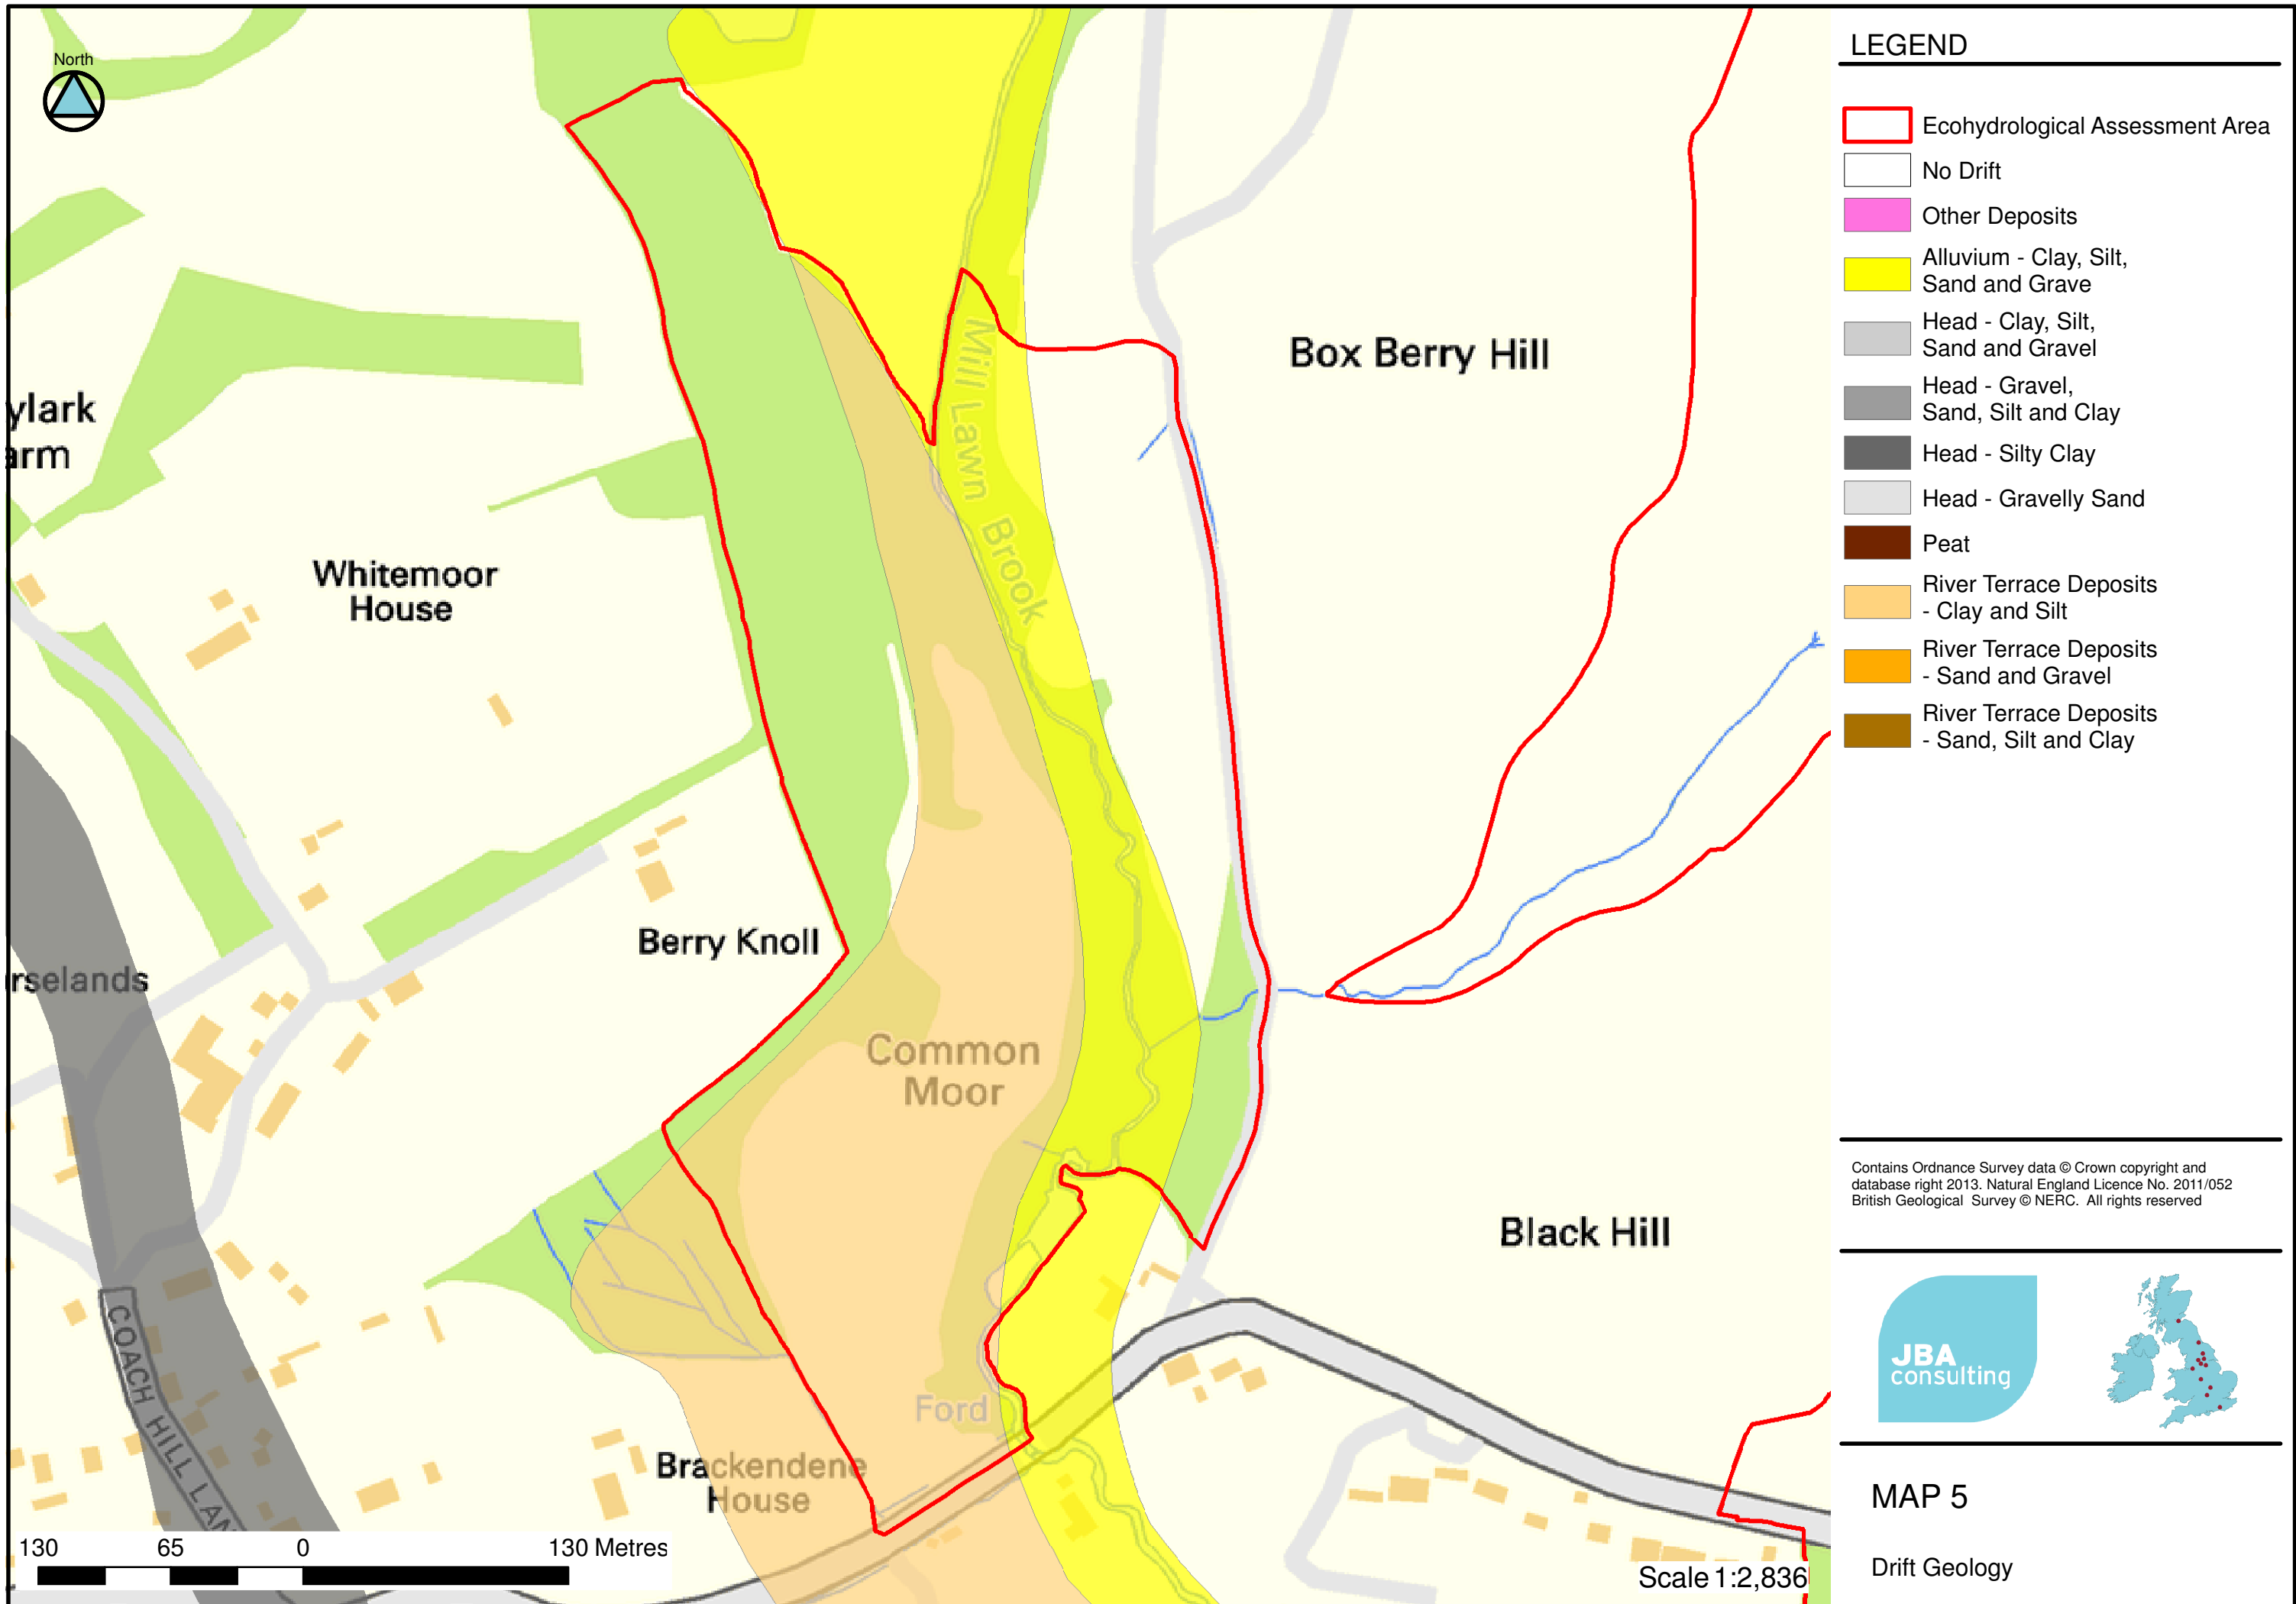 North
ylark
arm
Whitemoor
House
Box Berry Hill
Mill Lawn Brook
Berry Knoll
rselands
Common
Moor
Black Hill
Ford
Brackendene
House
COACH HILL LAN
130 65 0 130 Metres
Scale 1:2,836
LEGEND
Ecohydrological Assessment Area
No Drift
Other Deposits
Alluvium - Clay, Silt,
Sand and Grave
Head - Clay, Silt,
Sand and Gravel
Head - Gravel,
Sand, Silt and Clay
Head - Silty Clay
Head - Gravelly Sand
Peat
River Terrace Deposits
- Clay and Silt
River Terrace Deposits
- Sand and Gravel
River Terrace Deposits
- Sand, Silt and Clay
Contains Ordnance Survey data © Crown copyright and
database right 2013. Natural England Licence No. 2011/052
British Geological Survey © NERC. All rights reserved
JBA
consulting
MAP 5
Drift Geology